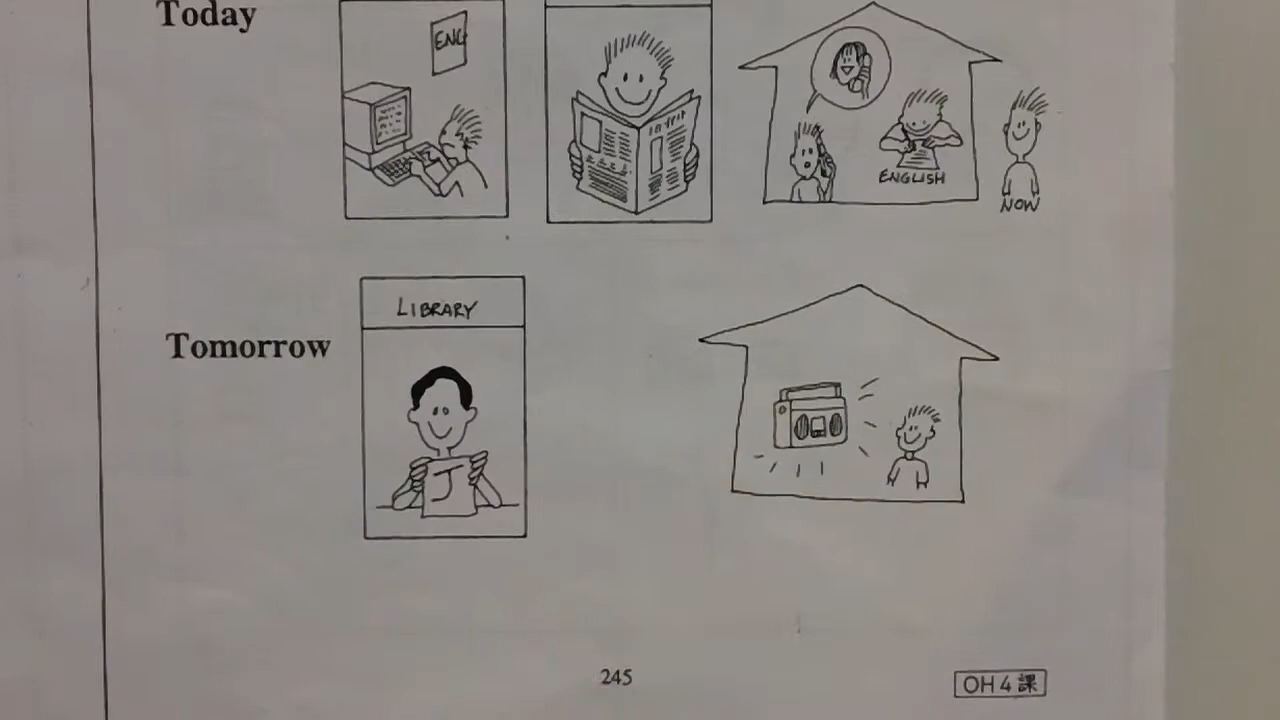 Today
ENG
ENGLISH
NOW
Tomorrow
LIBRARY
J
245
OH 4 課